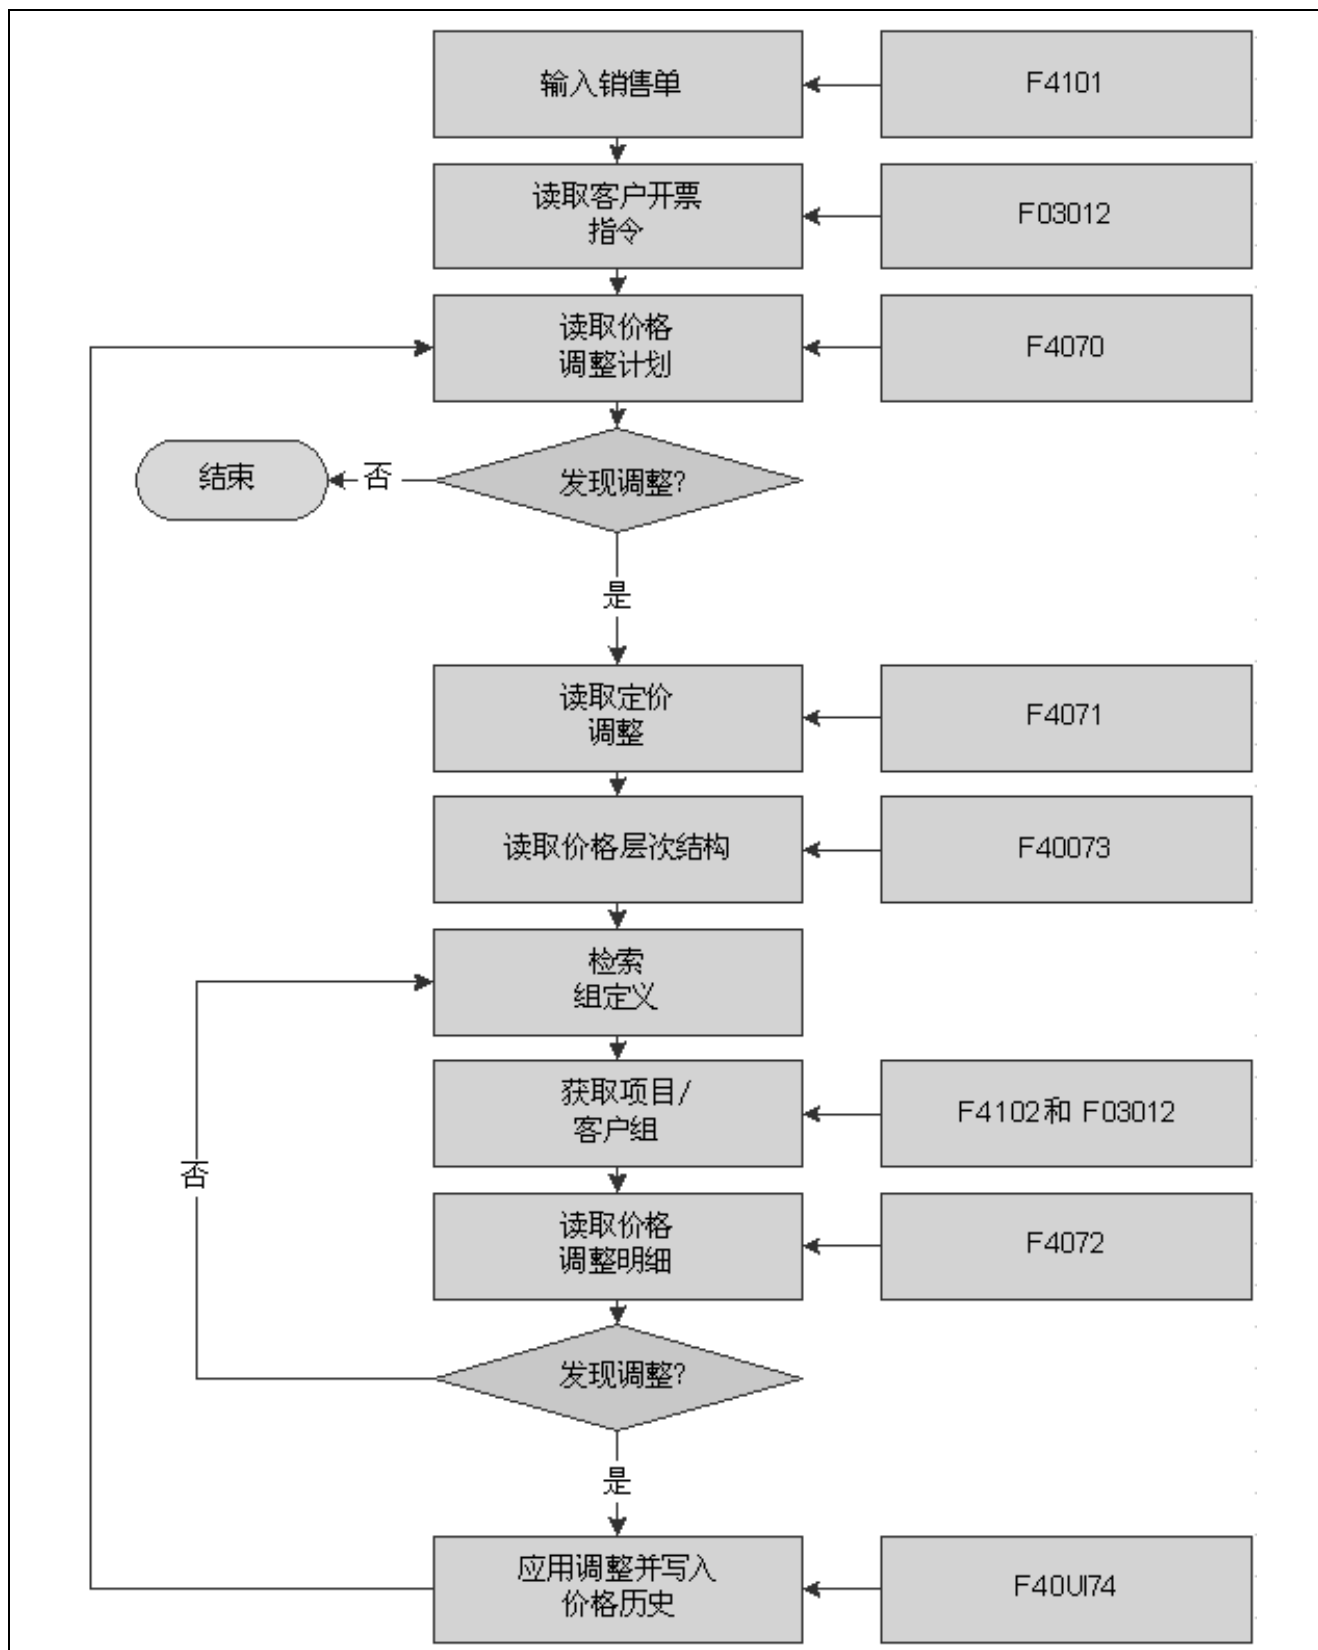 输入销售单
F4101
读取客户开票
指令
F03012
读取价格
调整计划
F4070
结束
否
发现调整?
是
读取定价
调整
F4071
读取价格层次结构
F40073
检索
组定义
获取项目/
客户组
F4102和 F03012
否
读取价格
调整明细
F4072
发现调整?
是
应用调整并写入
价格历史
F40UI74